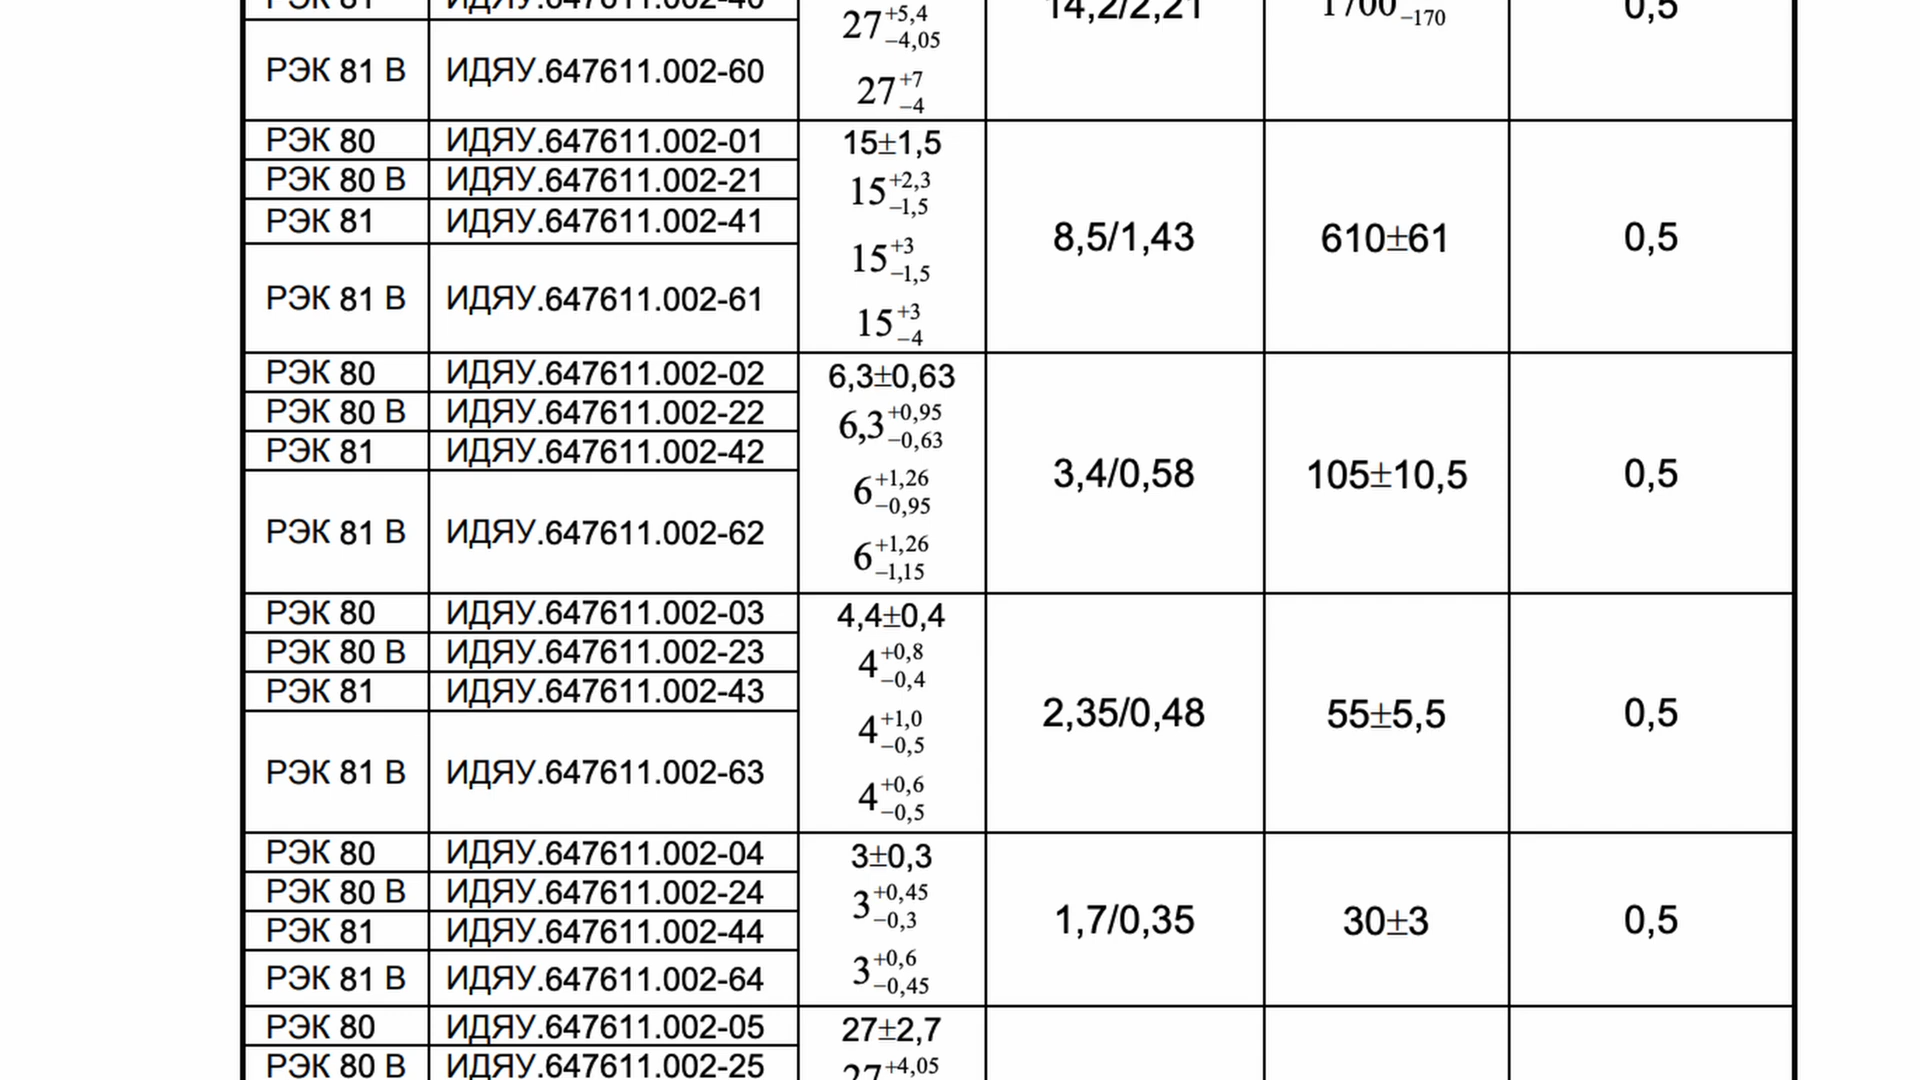 РЭК 81 ИДЯУ.647611.002-40 14,2/2,21 1700 −170 0,5
27 +5,4 −4,05
РЭК 81 В ИДЯУ.647611.002-60 27 +7 −4
РЭК 80 ИДЯУ.647611.002-01 15±1,5
РЭК 80 В ИДЯУ.647611.002-21 15 +2,3 −1,5
РЭК 81 ИДЯУ.647611.002-41 15 +3 −1,5 8,5/1,43 610±61 0,5
РЭК 81 В ИДЯУ.647611.002-61 15 +3 −4
РЭК 80 ИДЯУ.647611.002-02 6,3±0,63
РЭК 80 В ИДЯУ.647611.002-22 6,3 +0,95 −0,63
РЭК 81 ИДЯУ.647611.002-42 6 +1,26 −0,95 3,4/0,58 105±10,5 0,5
РЭК 81 В ИДЯУ.647611.002-62 6 +1,26 −1,15
РЭК 80 ИДЯУ.647611.002-03 4,4±0,4
РЭК 80 В ИДЯУ.647611.002-23 4 +0,8 −0,4
РЭК 81 ИДЯУ.647611.002-43 4 +1,0 −0,5 2,35/0,48 55±5,5 0,5
РЭК 81 В ИДЯУ.647611.002-63 4 +0,6 −0,5
РЭК 80 ИДЯУ.647611.002-04 3±0,3
РЭК 80 В ИДЯУ.647611.002-24 3 +0,45 −0,3
РЭК 81 ИДЯУ.647611.002-44 1,7/0,35 30±3 0,5
РЭК 81 В ИДЯУ.647611.002-64 3 +0,6 −0,45
РЭК 80 ИДЯУ.647611.002-05 27±2,7
РЭК 80 В ИДЯУ.647611.002-25 27 +4,05